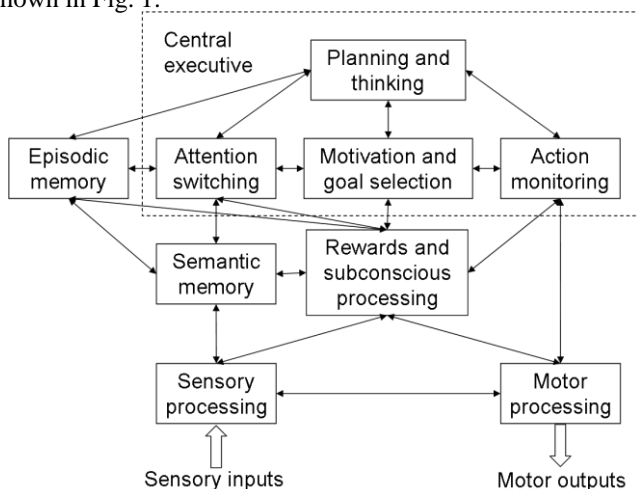 nown in Fig. 1.
Central
executive
Planning and
thinking
Episodic
memory
Attention
switching
Motivation and
goal selection
Action
monitoring
Semantic
memory
Rewards and
subconscious
processing
Sensory
processing
Motor
processing
Sensory inputs
Motor outputs